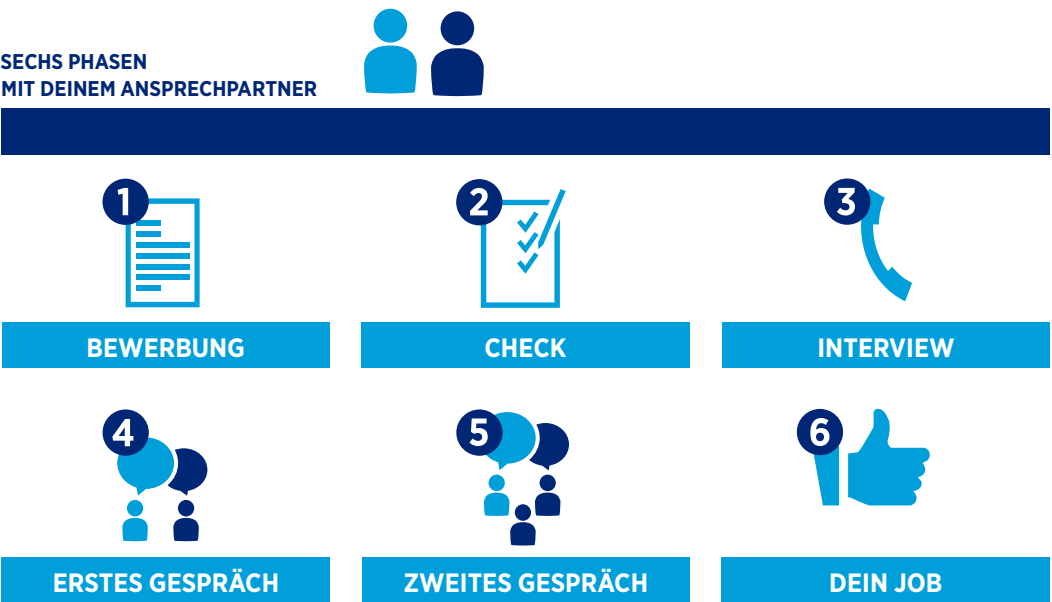 SECHS PHASEN
MIT DEINEM ANSPRECHPARTNER
1
2
3
BEWERBUNG
CHECK
INTERVIEW
4
5
6
ERSTES GESPRÄCH
ZWEITES GESPRÄCH
DEIN JOB